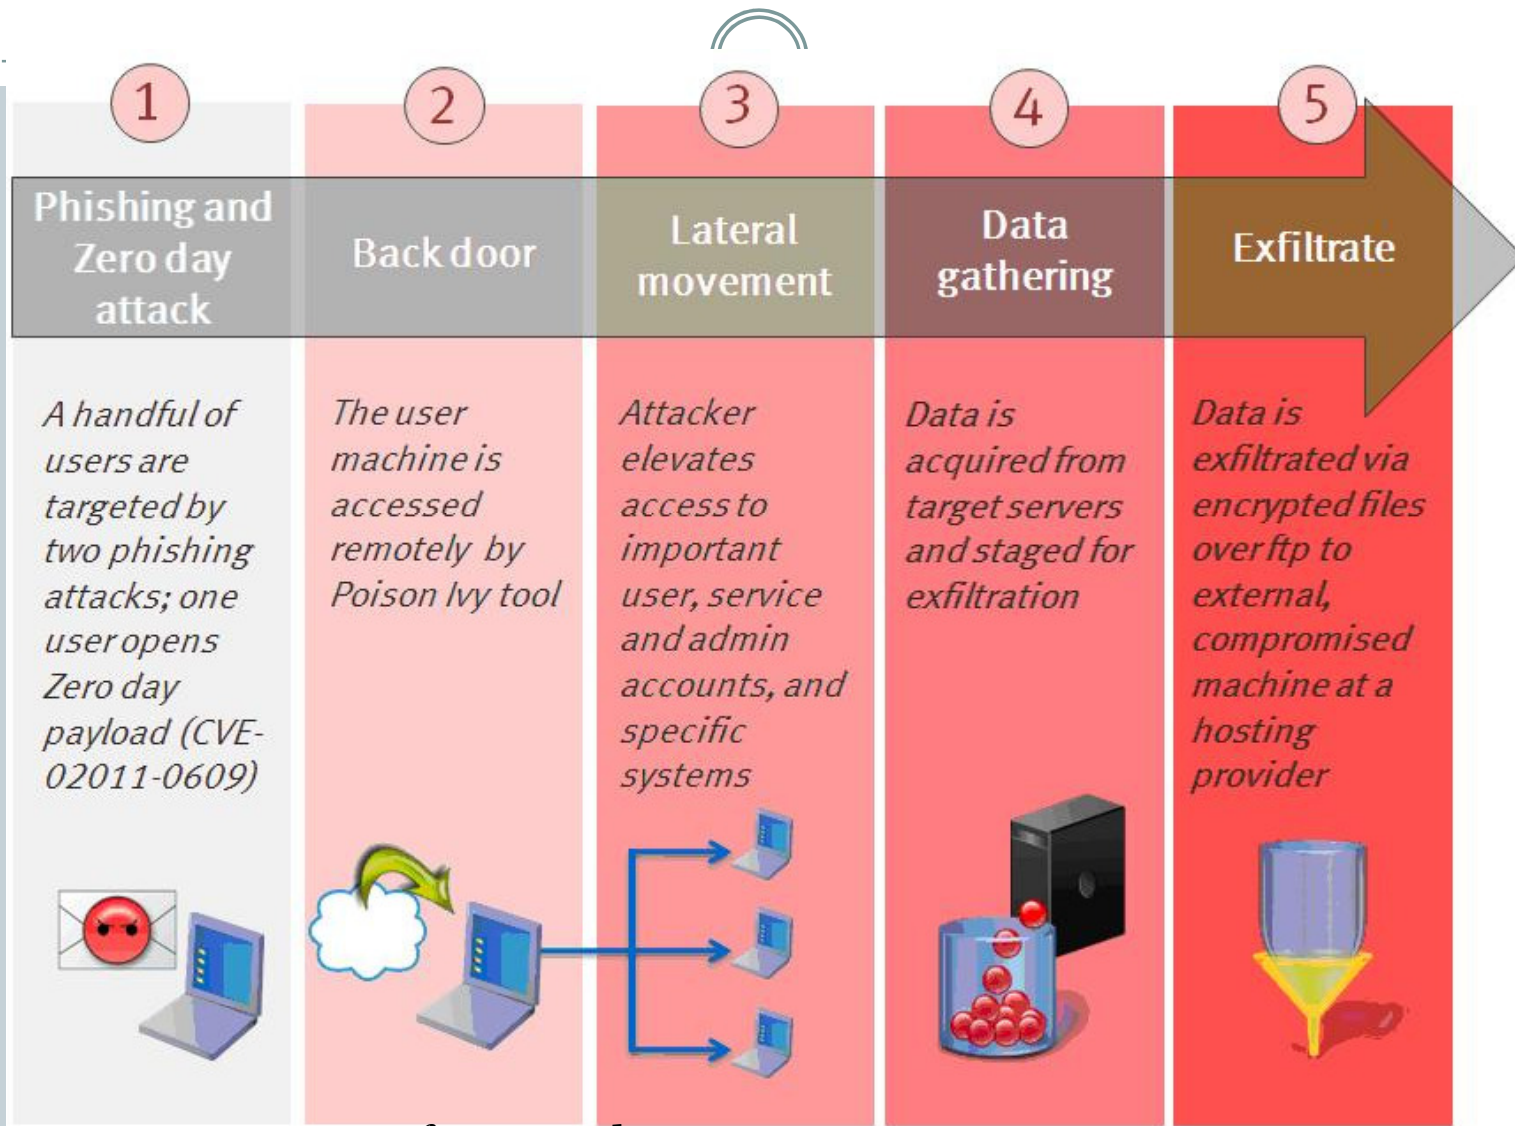 1
Phishing and
Zero day
attack
A handful of
users are
targeted by
two phishing
attacks; one
user opens
Zero day
payload (CVE-
02011-0609)
2
Back door
The user
machine is
accessed
remotely by
Poison Ivy tool
3
Lateral
movement
Attacker
elevates
access to
important
user, service
and admin
accounts, and
specific
systems
4
Data
gathering
Data is
acquired from
target servers
and staged for
exfiltration
5
Exfiltrate
Data is
exfiltrated via
encrypted files
over ftp to
external,
compromised
machine at a
hosting
provider